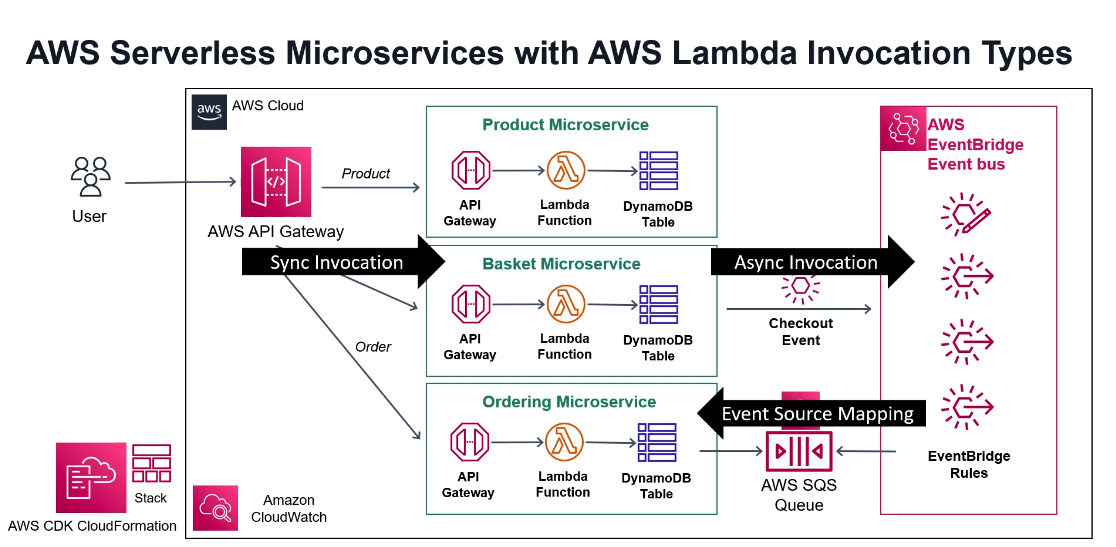 AWS Serverless Microservices with AWS Lambda Invocation Types
aws
AWS Cloud
User
AWS API Gateway
Product
Sync Invocation
Order
Product Microservice
API
Gateway
Lambda
Function
DynamoDB
Table
Basket Microservice
API
Gateway
Lambda
Function
DynamoDB
Table
Ordering Microservice
API
Gateway
Lambda
Function
DynamoDB
Table
Async Invocation
Checkout
Event
Event Source Mapping
AWS SQS
Queue
AWS
EventBridge
Event bus
EventBridge
Rules
Stack
AWS CDK CloudFormation
Amazon
CloudWatch